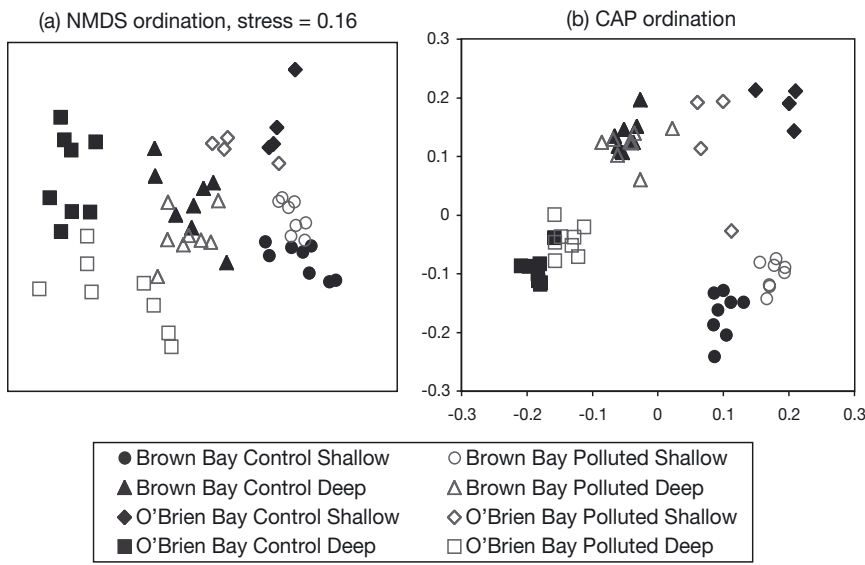 (a) NMDS ordination, stress = 0.16
(b) CAP ordination
0.3
0.2
0.1
0
-0.1
-0.2
-0.3
-0.3 -0.2 -0.1 0 0.1 0.2 0.3
Brown Bay Control Shallow Brown Bay Polluted Shallow
Brown Bay Control Deep Brown Bay Polluted Deep
O'Brien Bay Control Shallow O'Brien Bay Polluted Shallow
O'Brien Bay Control Deep O'Brien Bay Polluted Deep